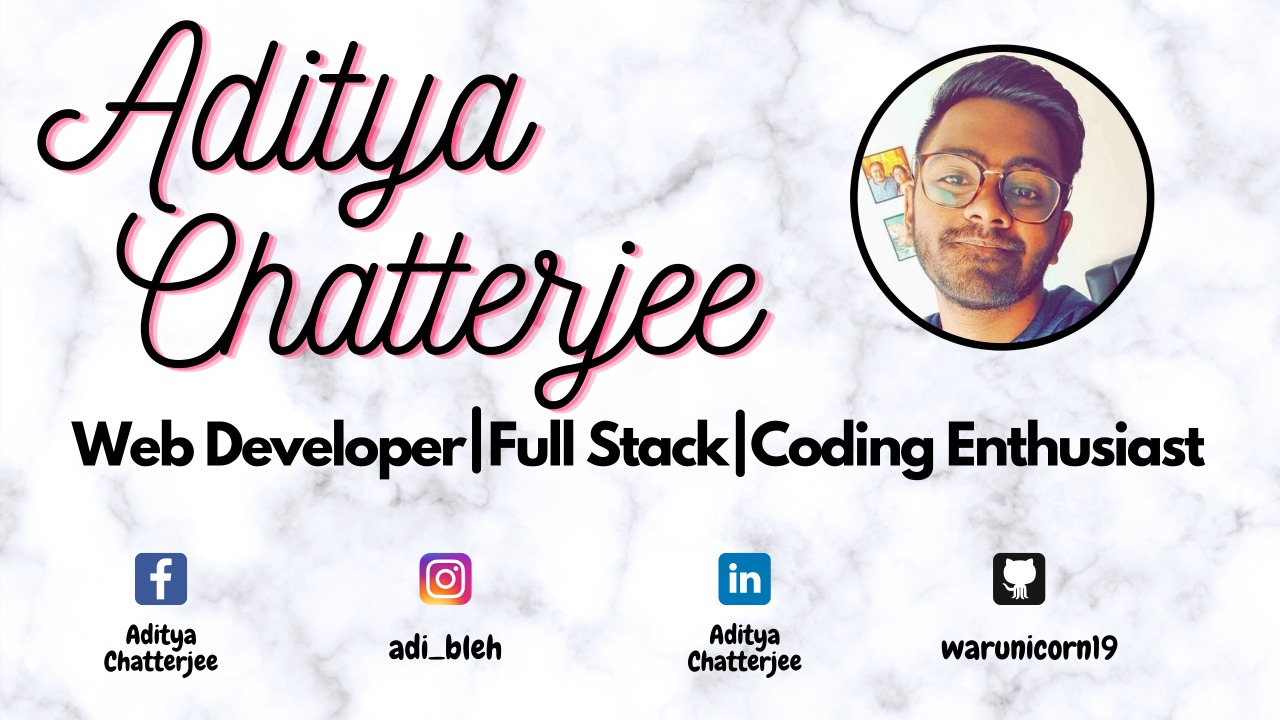 Aditya
Chatterjee
Web Developer|Full Stack|Coding Enthusiast
Aditya
Chatterjee
adi_bleh
Aditya
Chatterjee
warunicorn19